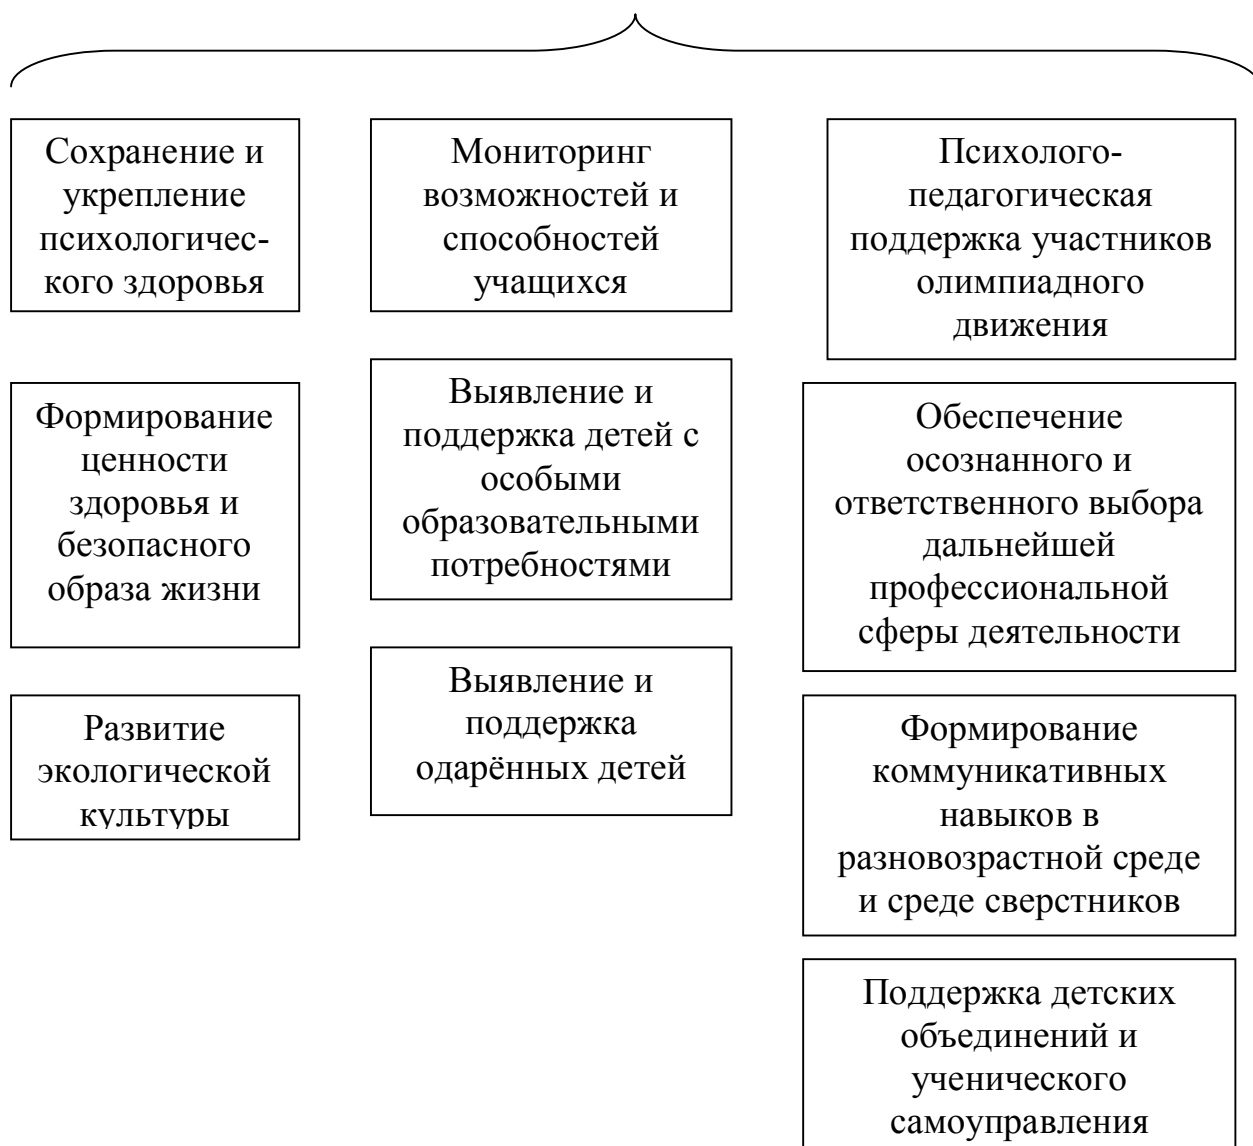 Сохранение и
укрепление
психологичес-
кого здоровья
Формирование
ценности
здоровья и
безопасного
образа жизни
Развитие
экологической
культуры
Мониторинг
возможностей и
способностей
учащихся
Выявление и
поддержка детей с
особыми
образовательными
потребностями
Выявление и
поддержка
одарённых детей
Психолого-
педагогическая
поддержка участников
олимпиадного
движения
Обеспечение
осознанного и
ответственного выбора
дальнейшей
профессиональной
сферы деятельности
Формирование
коммуникативных
навыков в
разновозрастной среде
и среде сверстников
Поддержка детских
объединений и
ученического
самоуправления